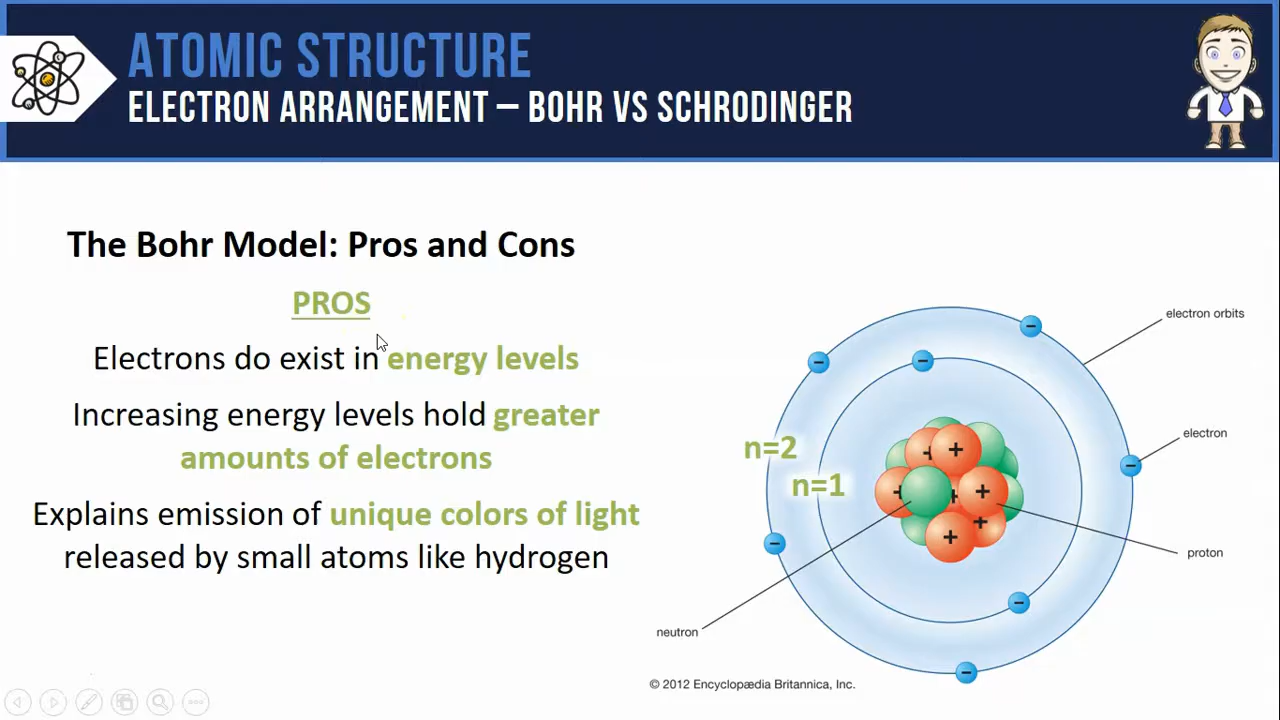 ATOMIC STRUCTURE
ELECTRON ARRANGEMENT – BOHR VS SCHRODINGER
The Bohr Model: Pros and Cons
PROS
Electrons do exist in energy levels
Increasing energy levels hold greater
amounts of electrons
Explains emission of unique colors of light
released by small atoms like hydrogen
electron orbits
electron
n=2
n=1
proton
neutron
© 2012 Encyclopædia Britannica, Inc.